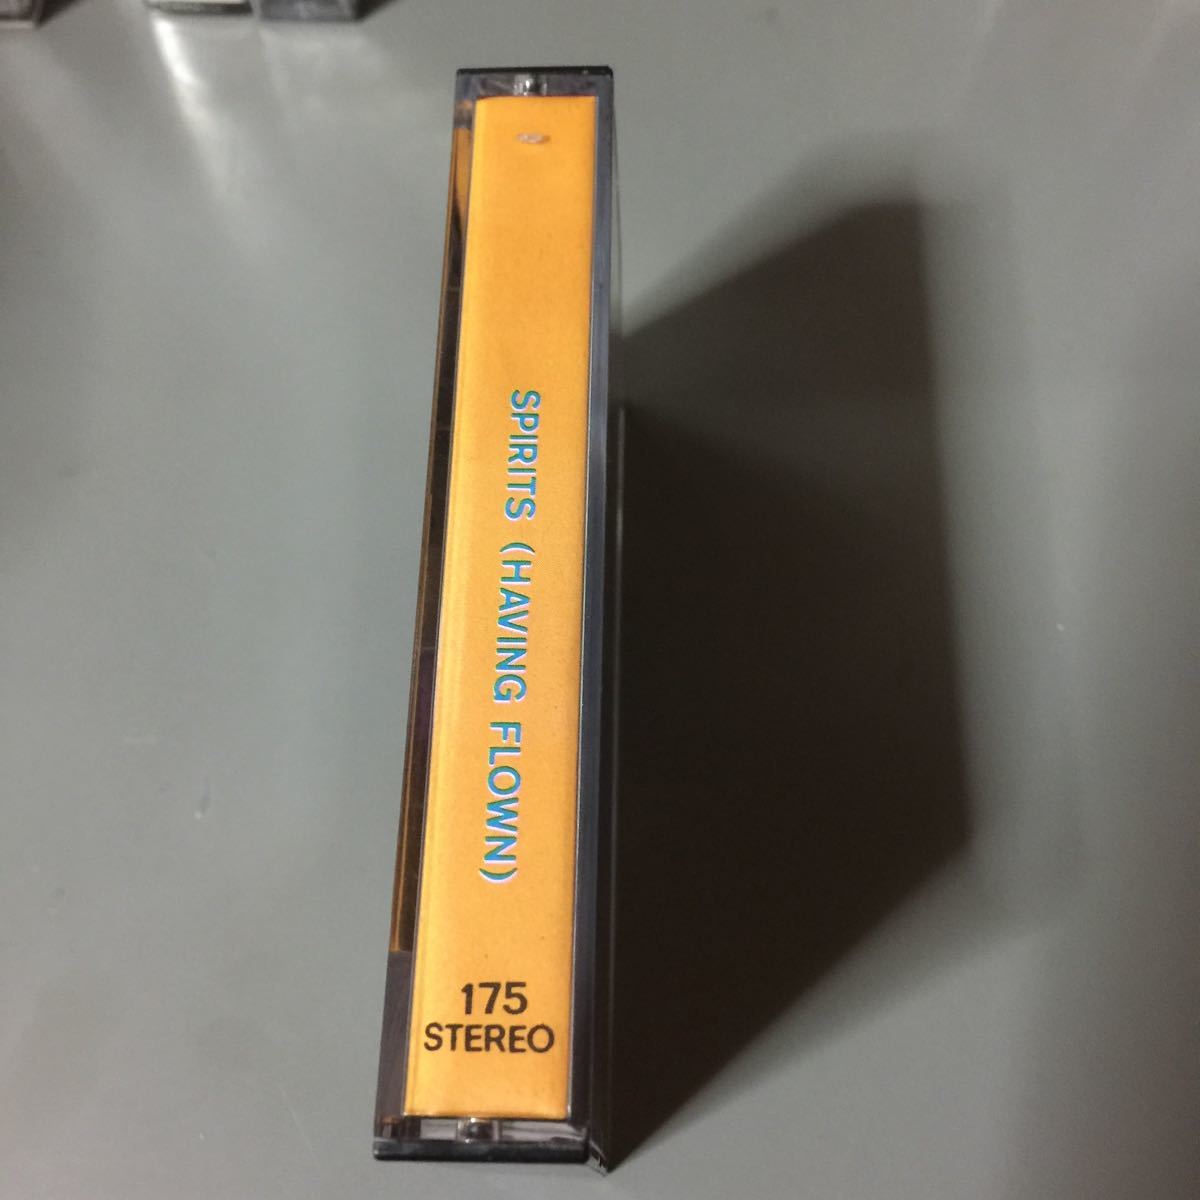 SPIRITS (HAVING FLOWN)
175
STEREO